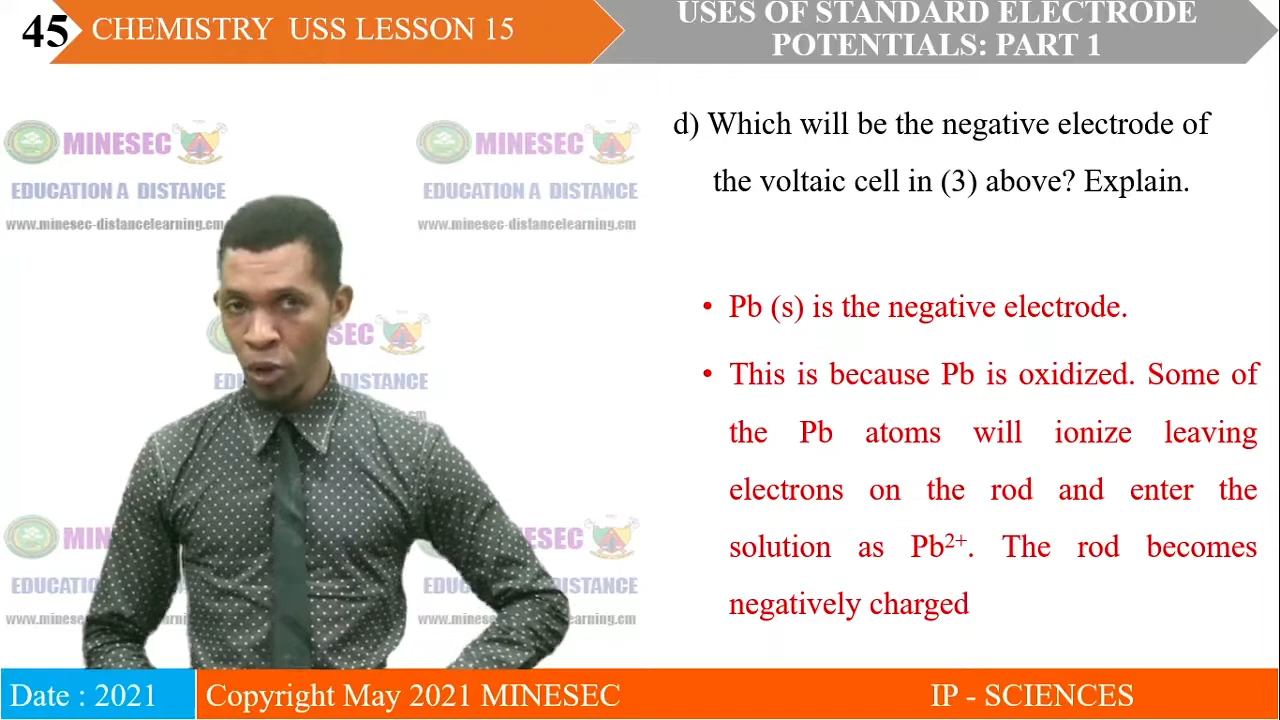 45 CHEMISTRY USS LESSON 15
USES OF STANDARD ELECTRODE
POTENTIALS: PART 1
MINESEC MINESEC
EDUCATION A DISTANCE EDUCATION A DISTANCE
www.minesec-distancelearning.cm www.minesec-distancelearning.cm
d) Which will be the negative electrode of
the voltaic cell in (3) above? Explain.
• Pb (s) is the negative electrode.
• This is because Pb is oxidized. Some of
the Pb atoms will ionize leaving
electrons on the rod and enter the
solution as Pb²⁺. The rod becomes
negatively charged
Date : 2021 Copyright May 2021 MINESEC IP - SCIENCES